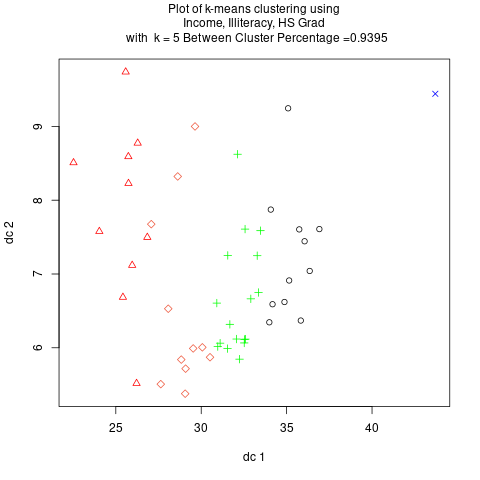 Plot of k-means clustering using
Income, Illiteracy, HS Grad
with k = 5 Between Cluster Percentage =0.9395
dc 2
9
8
7
6
25 30 35 40
dc 1